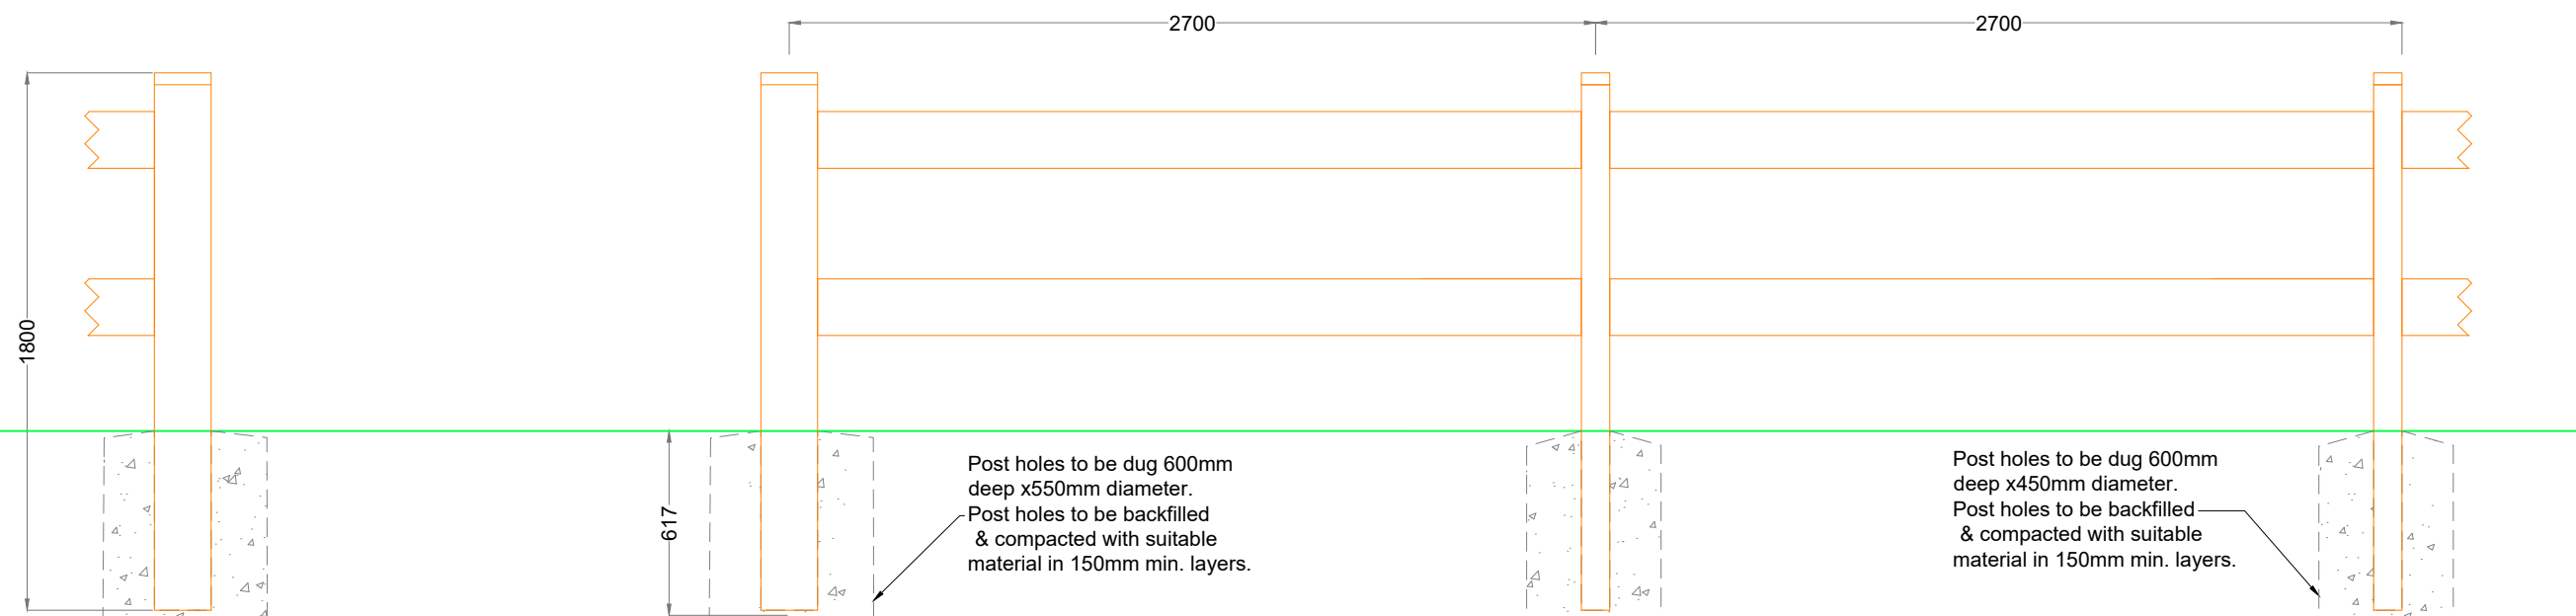 2700
2700
1800
617
Post holes to be dug 600mm
deep x550mm diameter.
Post holes to be backfilled
& compacted with suitable
material in 150mm min. layers.
Post holes to be dug 600mm
deep x450mm diameter.
Post holes to be backfilled
& compacted with suitable
material in 150mm min. layers.